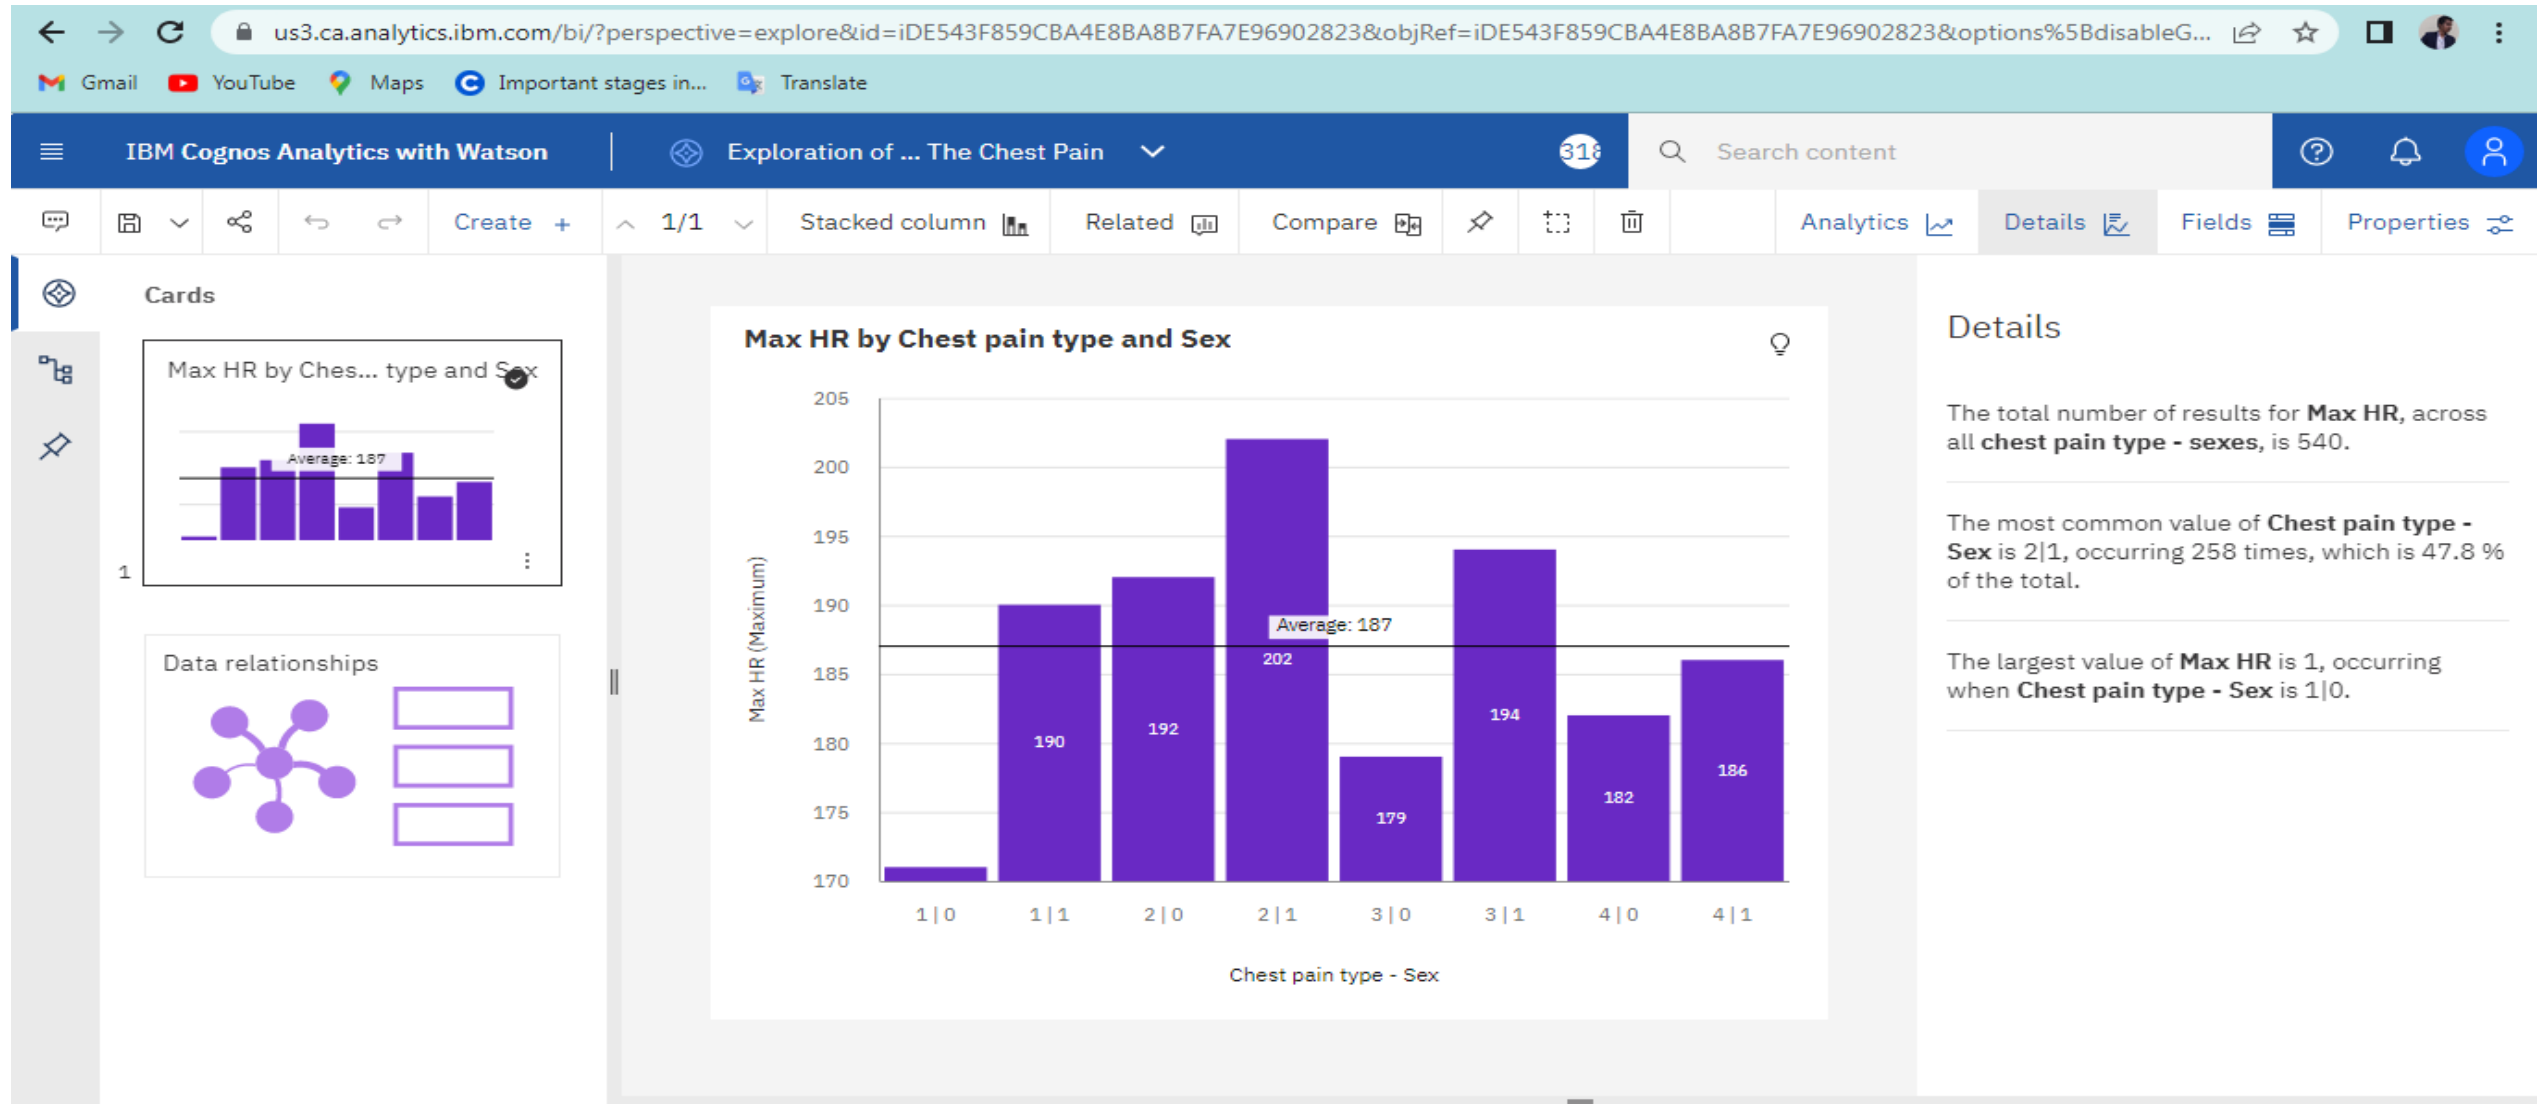 us3.ca.analytics.ibm.com/bi/?perspective=explore&id=iDE543F859CBA4E8BA8B7FA7E96902823&objRef=iDE543F859CBA4E8BA8B7FA7E96902823&options%5BdisableG...
Gmail YouTube Maps Important stages in... Translate
IBM Cognos Analytics with Watson Exploration of ... The Chest Pain 318 Search content
Create + 1/1 Stacked column Related Compare Analytics Details Fields Properties
Cards
Max HR by Ches... type and Sex
Average: 187
1
Data relationships
Max HR by Chest pain type and Sex
Max HR (Maximum)
205
200
195
190
185
180
175
170
Average: 187
190
192
202
179
194
182
186
1|0 1|1 2|0 2|1 3|0 3|1 4|0 4|1
Chest pain type - Sex
Details
The total number of results for Max HR, across
all chest pain type - sexes, is 540.
The most common value of Chest pain type -
Sex is 2|1, occurring 258 times, which is 47.8 %
of the total.
The largest value of Max HR is 1, occurring
when Chest pain type - Sex is 1|0.